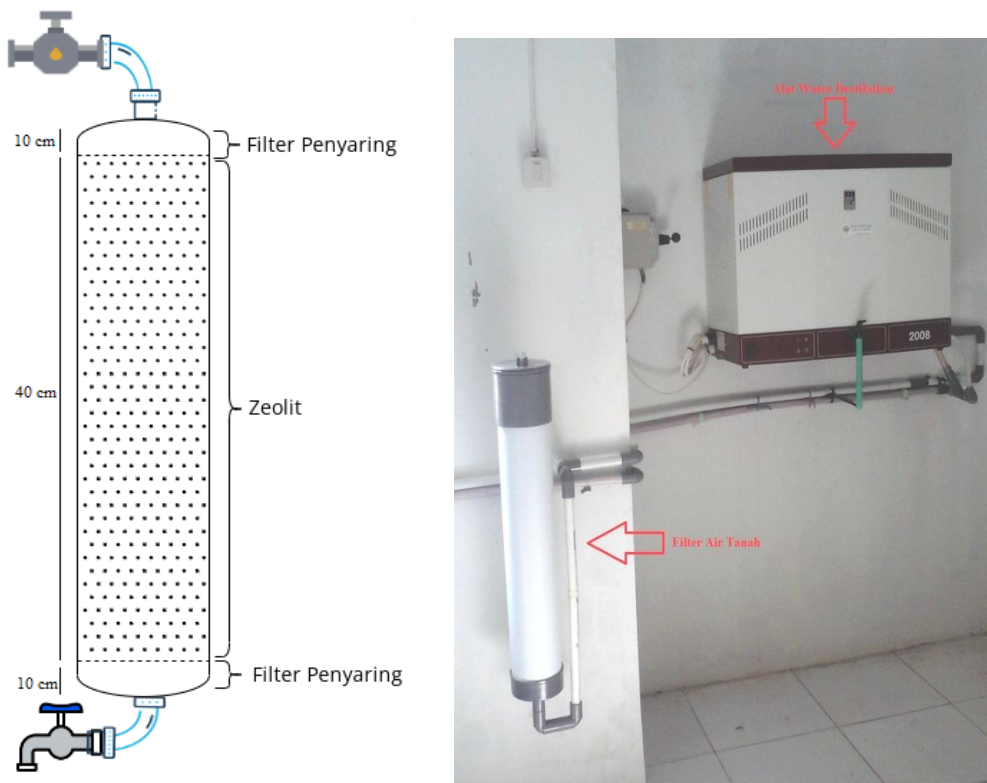 10 cm
Filter Penyaring
40 cm
Zeolit
10 cm
Filter Penyaring
Alat Water Destilation
2008
Filter Air Tanah